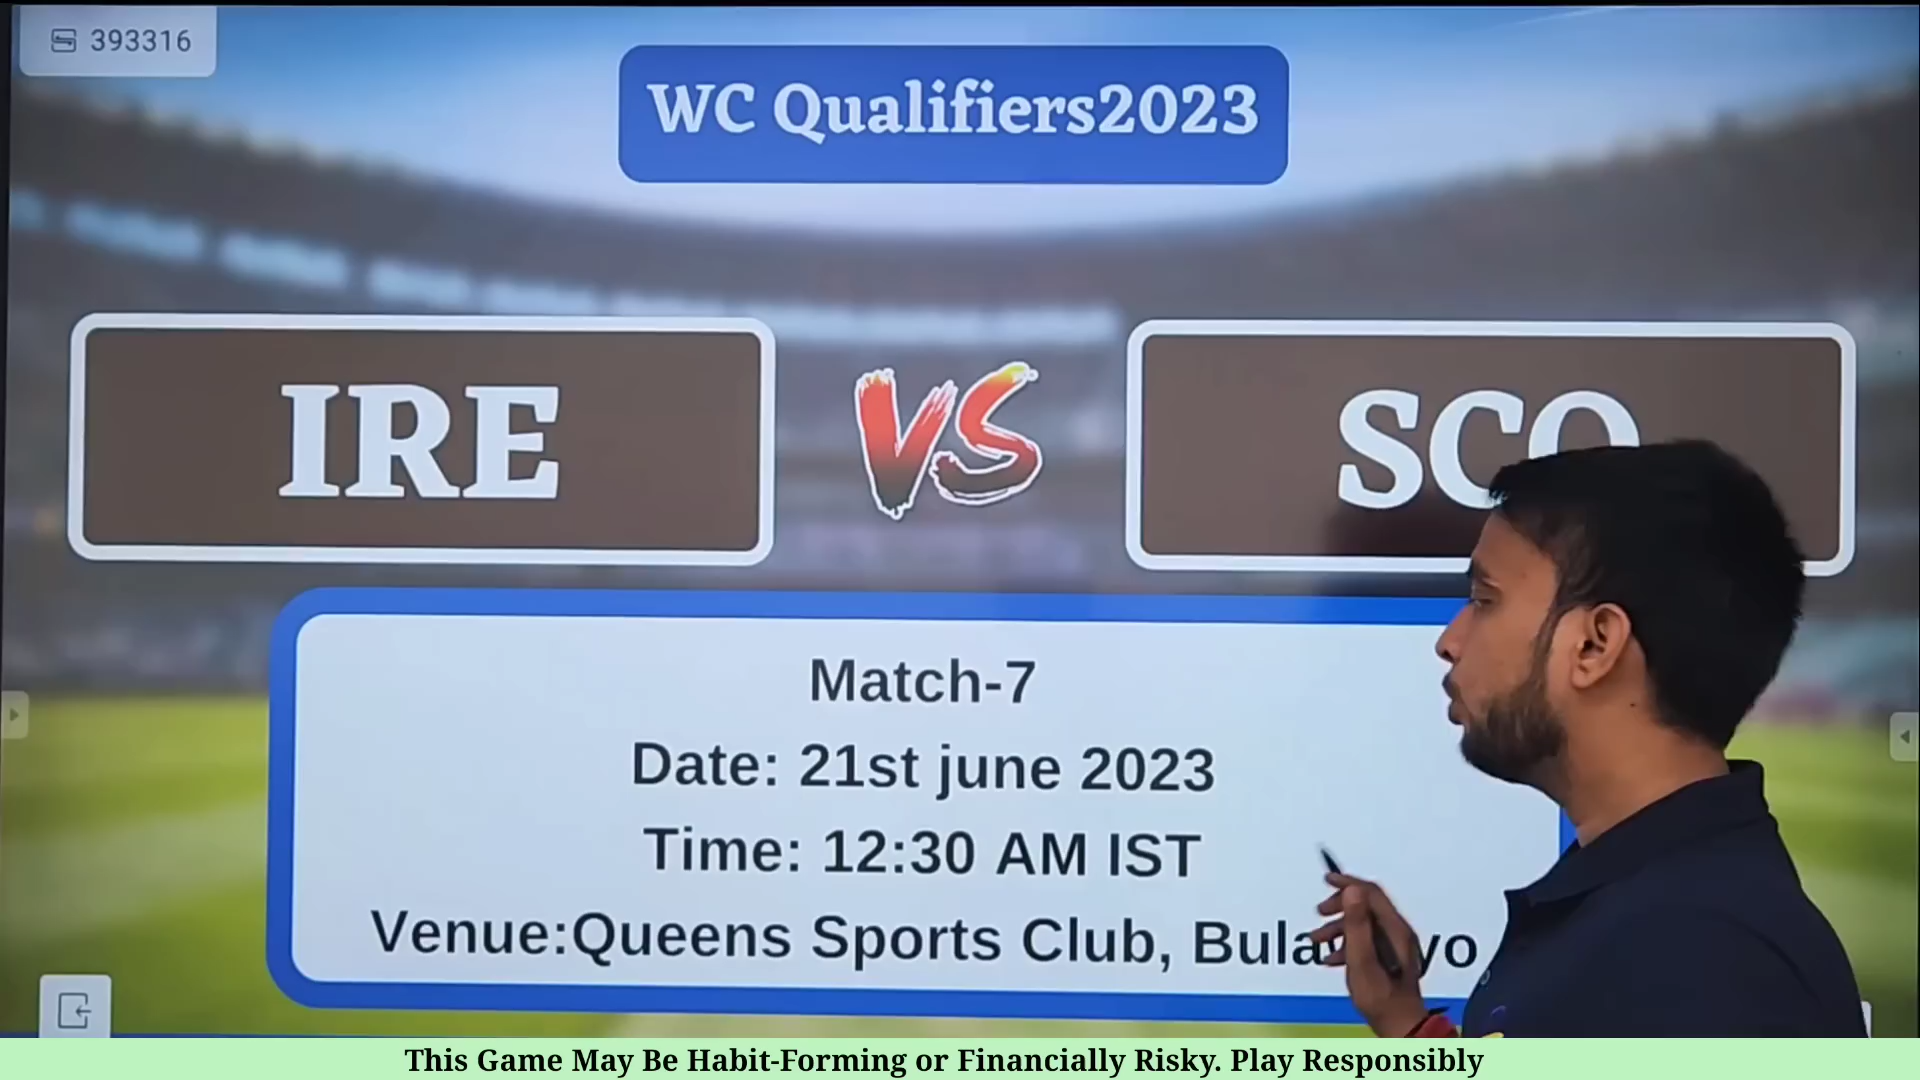 393316
WC Qualifiers2023
IRE
VS
SCO
Match-7
Date: 21st june 2023
Time: 12:30 AM IST
Venue:Queens Sports Club,
This Game May Be Habit-Forming or Financially Risky. Play Responsibly